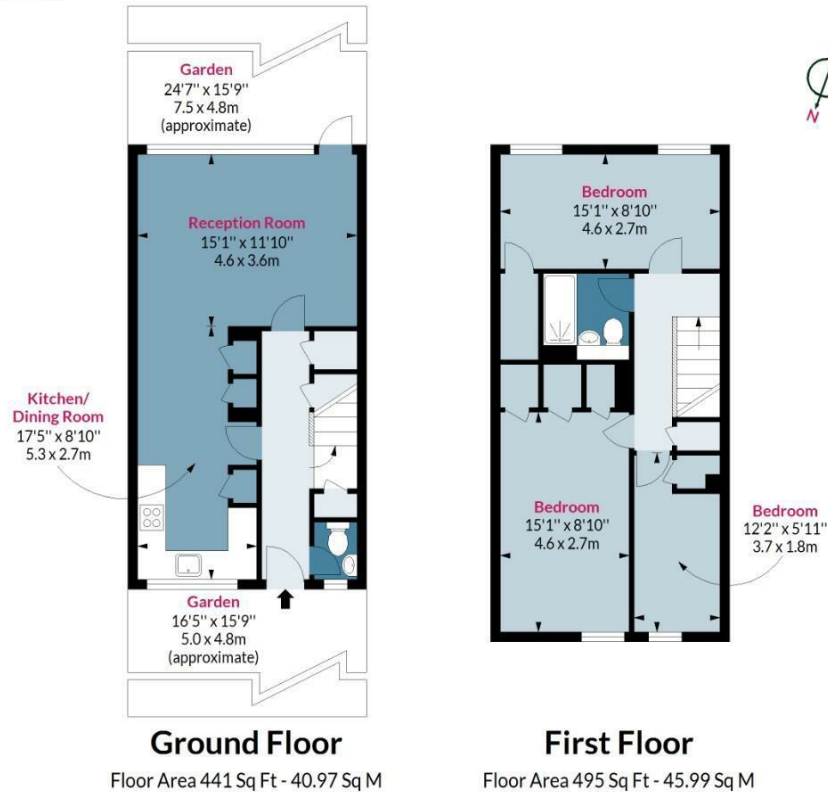 Garden
24'7" x 15'9"
7.5 x 4.8m
(approximate)
N
Reception Room
15'1" x 11'10"
4.6 x 3.6m
Kitchen/
Dining Room
17'5" x 8'10"
5.3 x 2.7m
Garden
16'5" x 15'9"
5.0 x 4.8m
(approximate)
Ground Floor
Floor Area 441 Sq Ft - 40.97 Sq M
Bedroom
15'1" x 8'10"
4.6 x 2.7m
Bedroom
15'1" x 8'10"
4.6 x 2.7m
Bedroom
12'2" x 5'11"
3.7 x 1.8m
First Floor
Floor Area 495 Sq Ft - 45.99 Sq M